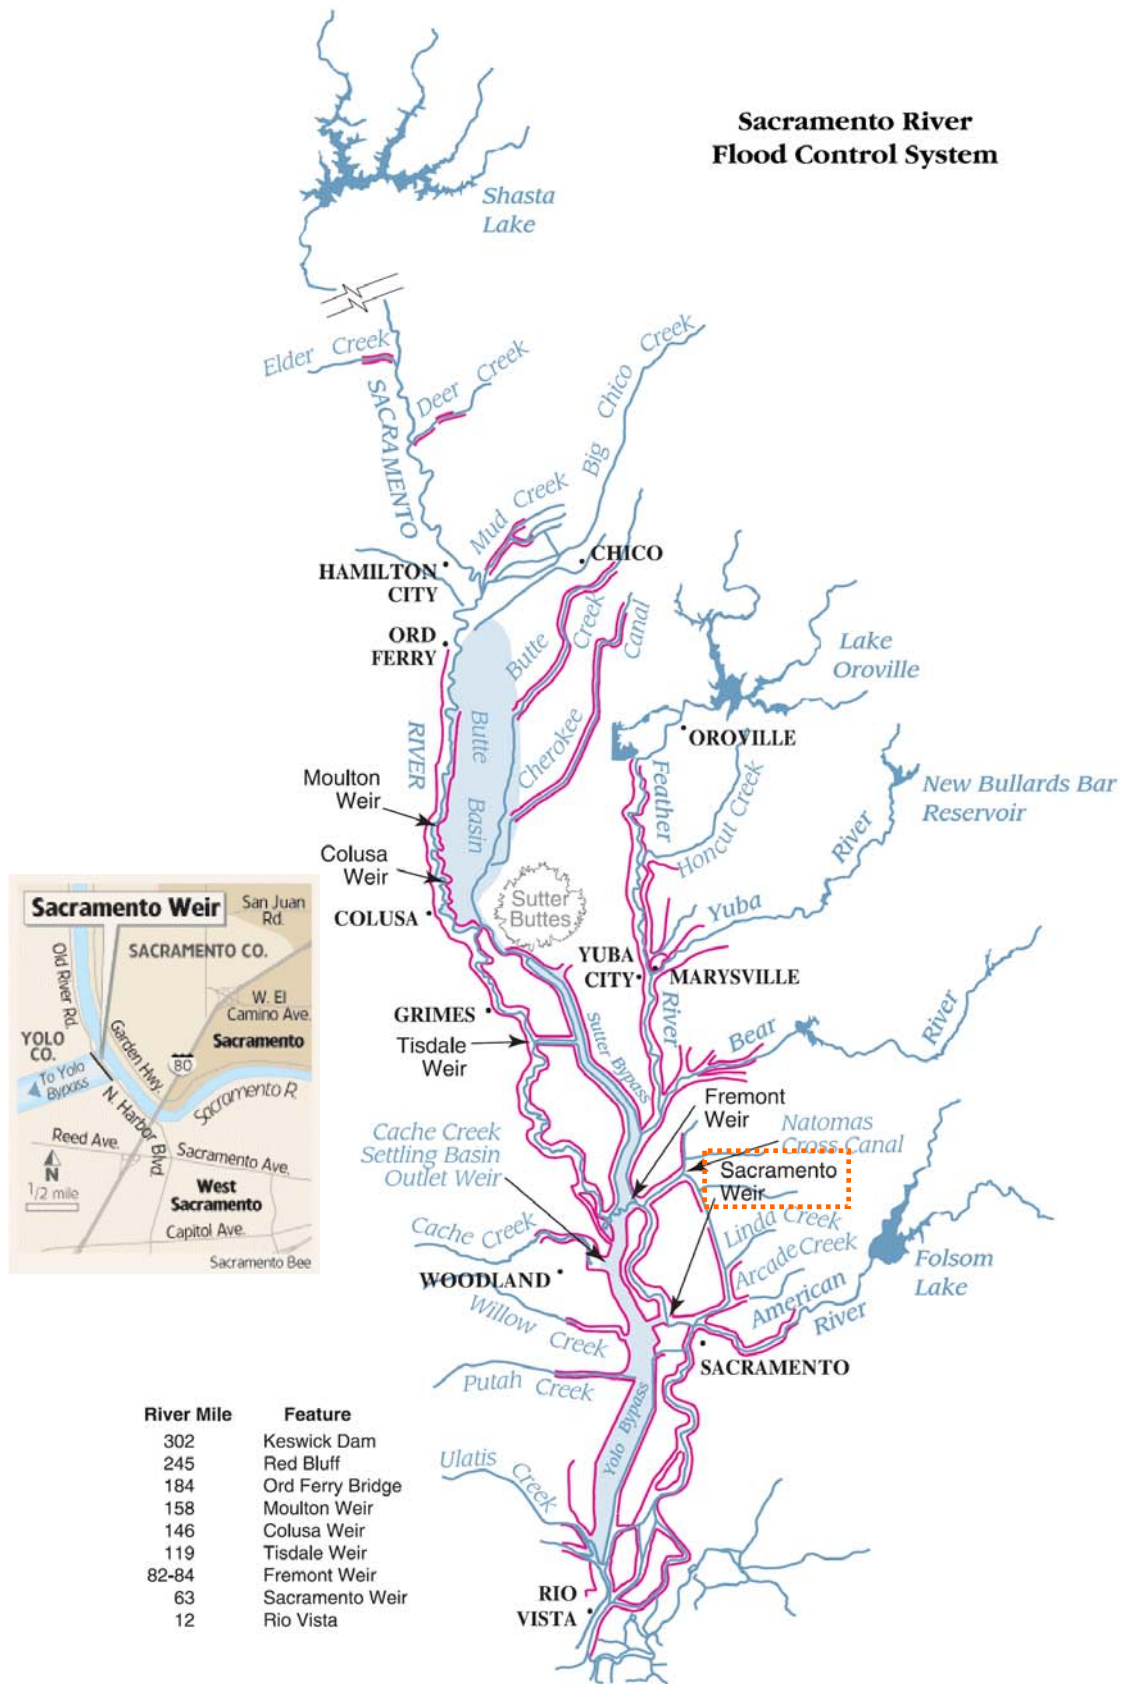 Sacramento River
Flood Control System
Shasta
Lake
Elder Creek
Deer Creek
SACRAMENTO
Big Chico Creek
Mud Creek
CHICO
HAMILTON
CITY
ORD
FERRY
Butte Creek
Cherokee Canal
Lake
Oroville
RIVER
Butte Basin
OROVILLE
Feather
Honcut Creek
New Bullards Bar
Reservoir
Moulton
Weir
Colusa
Weir
COLUSA
Sutter
Buttes
Yuba River
YUBA
CITY
MARYSVILLE
River
GRIMES
Tisdale
Weir
Sutter Bypass
Bear River
Fremont
Weir
Natomas
Cross Canal
Cache Creek
Settling Basin
Outlet Weir
Sacramento
Weir
Cache Creek
Linda Creek
Arcade Creek
WOODLAND
American River
Folsom
Lake
Willow Creek
SACRAMENTO
Putah Creek
Yolo Bypass
Ulatis Creek
RIO
VISTA
Sacramento Weir
San Juan
Rd.
SACRAMENTO CO.
Old River Rd.
W. El
Camino Ave.
YOLO
CO.
Garden Hwy.
Sacramento
80
To Yolo
Bypass
Sacramento R.
N. Harbor Blvd.
Reed Ave.
Sacramento Ave.
N
1/2 mile
West
Sacramento
Capitol Ave.
Sacramento Bee
River Mile Feature
302 Keswick Dam
245 Red Bluff
184 Ord Ferry Bridge
158 Moulton Weir
146 Colusa Weir
119 Tisdale Weir
82-84 Fremont Weir
63 Sacramento Weir
12 Rio Vista